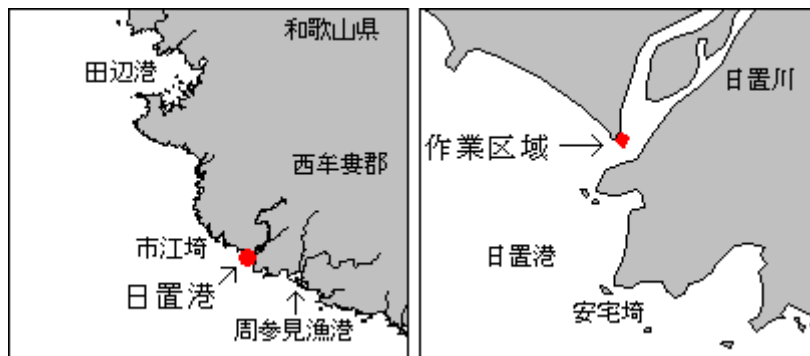 和歌山県
田辺港
西牟婁郡
市江埼
日置港
周参見漁港
日置川
作業区域
日置港
安宅埼